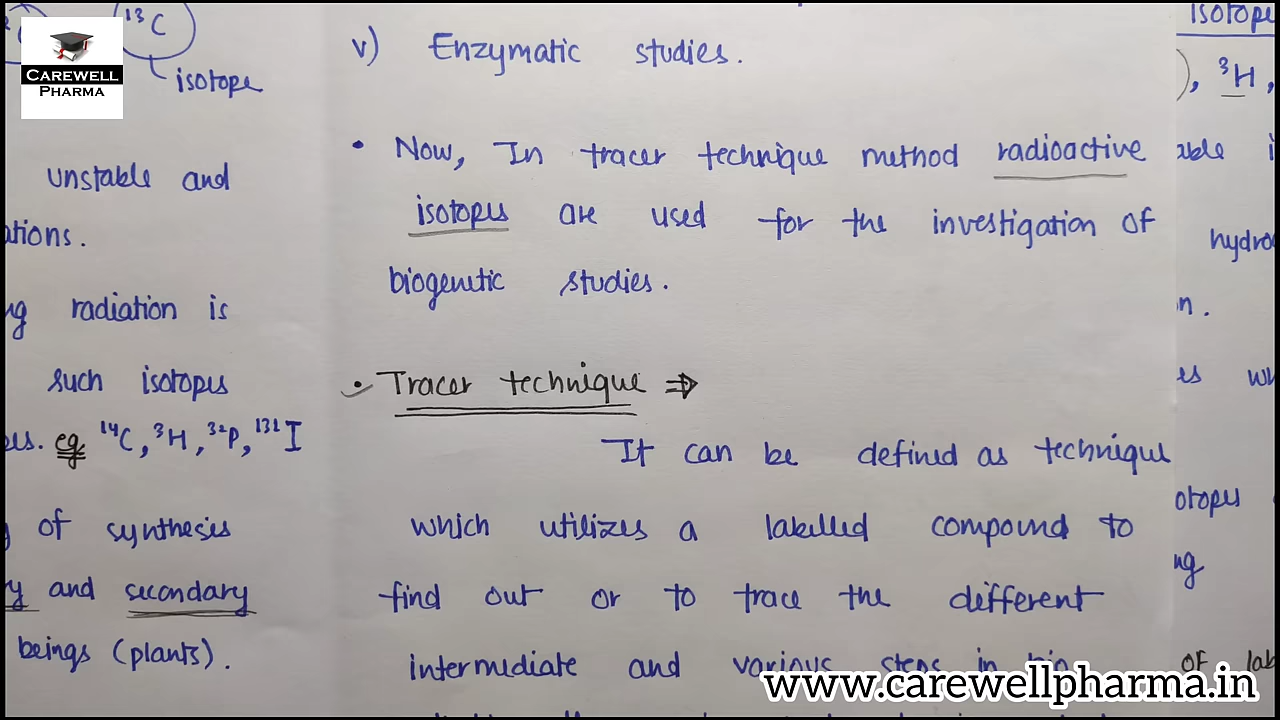 ¹³C
isotope
CAREWELL
PHARMA
unstable and
ations.
radiation is
such isotopes
eg ¹⁴C, ³H, ³²P, ¹³¹I
of synthesis
and secondary
beings (plants).
v) Enzymatic studies.
• Now, In tracer technique method radioactive
isotopes are used for the investigation of
biogenetic studies.
• Tracer technique ⇒
It can be defined as technique
which utilizes a labelled compound to
find out or to trace the different
intermediate and various steps in bio
isotope
, ³H,
hydro
n.
otopes
OF lab
www.carewellpharma.in